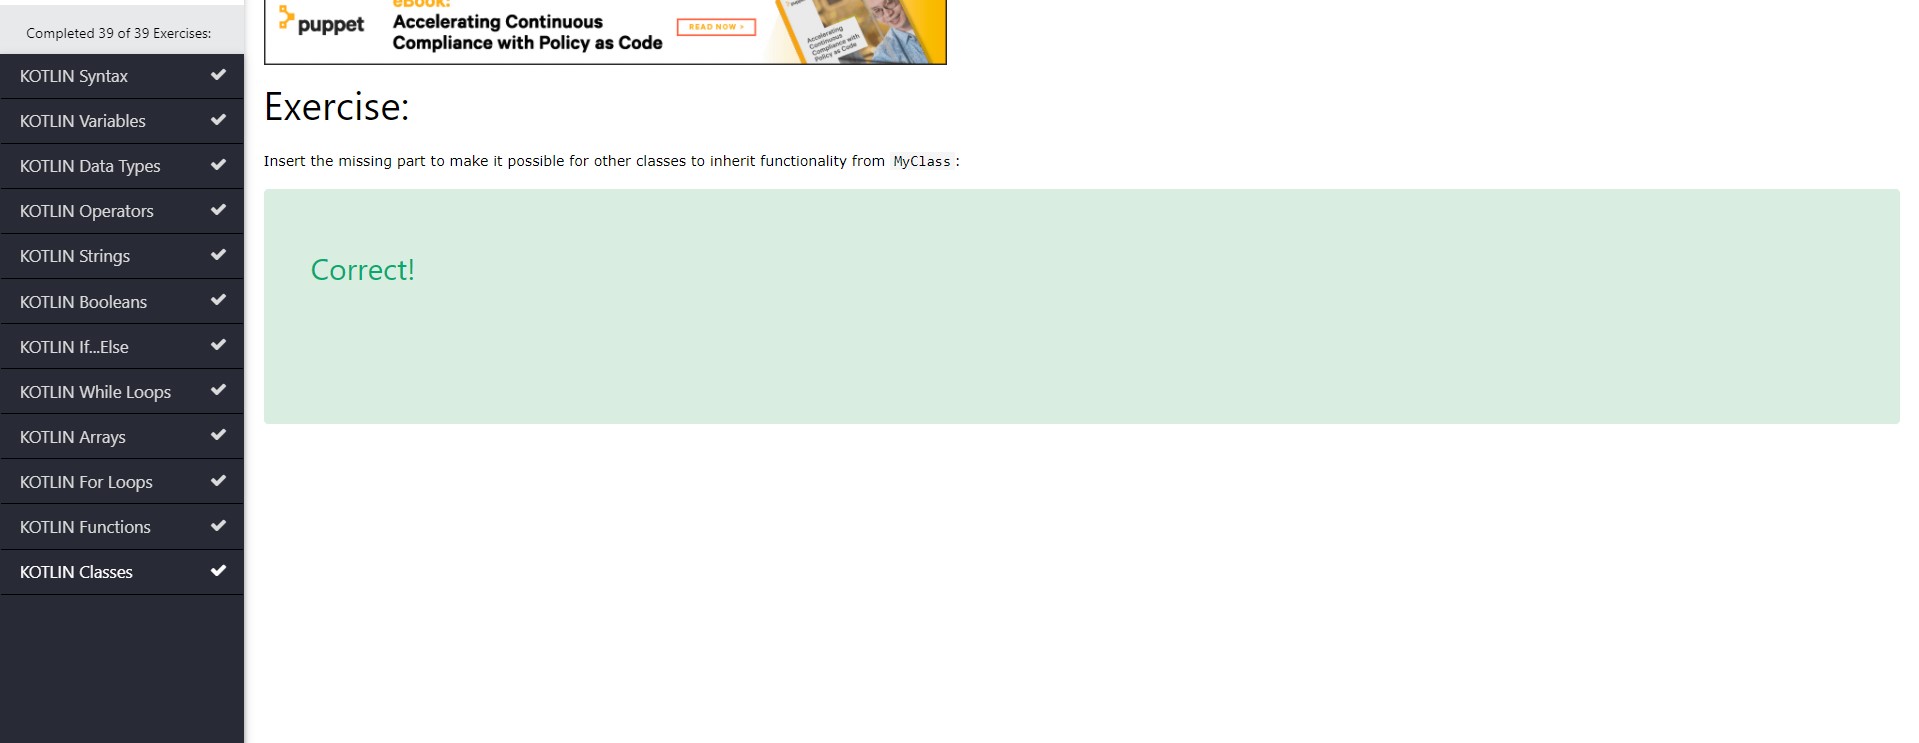 Completed 39 of 39 Exercises:
KOTLIN Syntax
KOTLIN Variables
KOTLIN Data Types
KOTLIN Operators
KOTLIN Strings
KOTLIN Booleans
KOTLIN If...Else
KOTLIN While Loops
KOTLIN Arrays
KOTLIN For Loops
KOTLIN Functions
KOTLIN Classes
puppet
eBook:
Accelerating Continuous
Compliance with Policy as Code
READ NOW >
Accelerating
Continuous
Compliance with
Policy as Code
Exercise:
Insert the missing part to make it possible for other classes to inherit functionality from MyClass:
Correct!